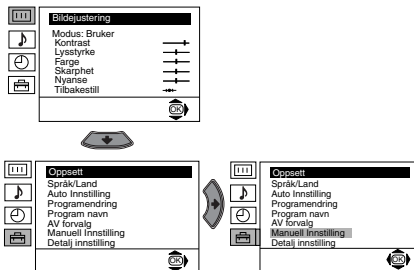 Bildejustering
Modus: Bruker
Kontrast
Lysstyrke
Farge
Skarphet
Nyanse
Tilbakestill
OK
Oppsett
Språk/Land
Auto Innstilling
Programendring
Program navn
AV forvalg
Manuell Innstilling
Detalj innstilling
OK
Oppsett
Språk/Land
Auto Innstilling
Programendring
Program navn
AV forvalg
Manuell Innstilling
Detalj innstilling
OK